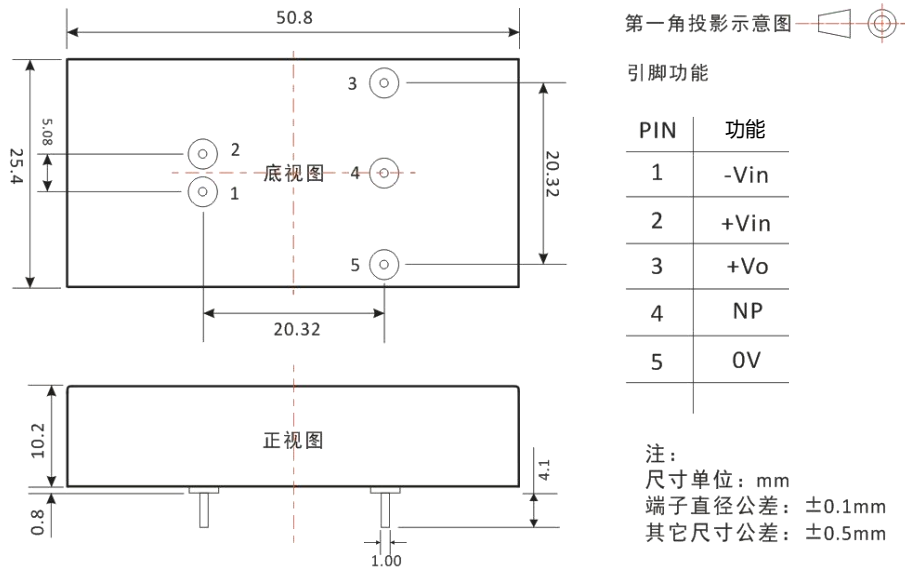 50.8
第一角投影示意图
引脚功能
3
5.08
2
25.4
底视图
4
20.32
1
5
20.32
PIN 功能
1 -Vin
2 +Vin
3 +Vo
4 NP
5 0V
10.2
正视图
4.1
0.8
1.00
注：
尺寸单位：mm
端子直径公差：±0.1mm
其它尺寸公差：±0.5mm